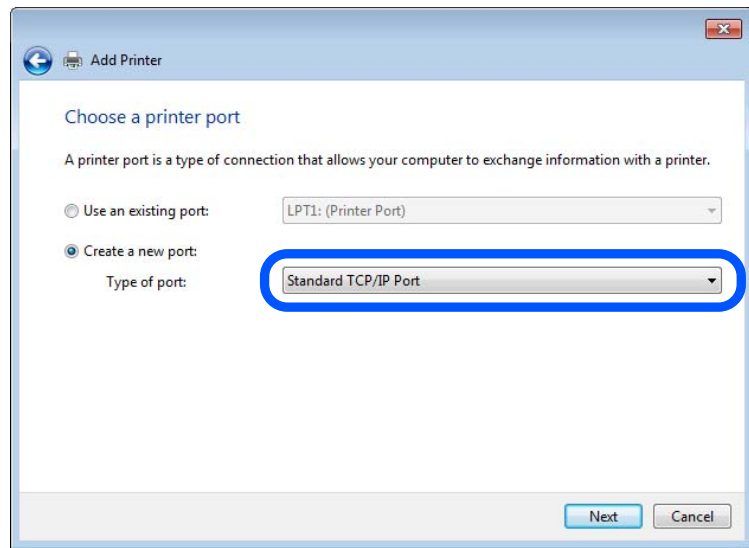 Add Printer
Choose a printer port
A printer port is a type of connection that allows your computer to exchange information with a printer.
Use an existing port: LPT1: (Printer Port)
Create a new port:
Type of port: Standard TCP/IP Port
Next Cancel